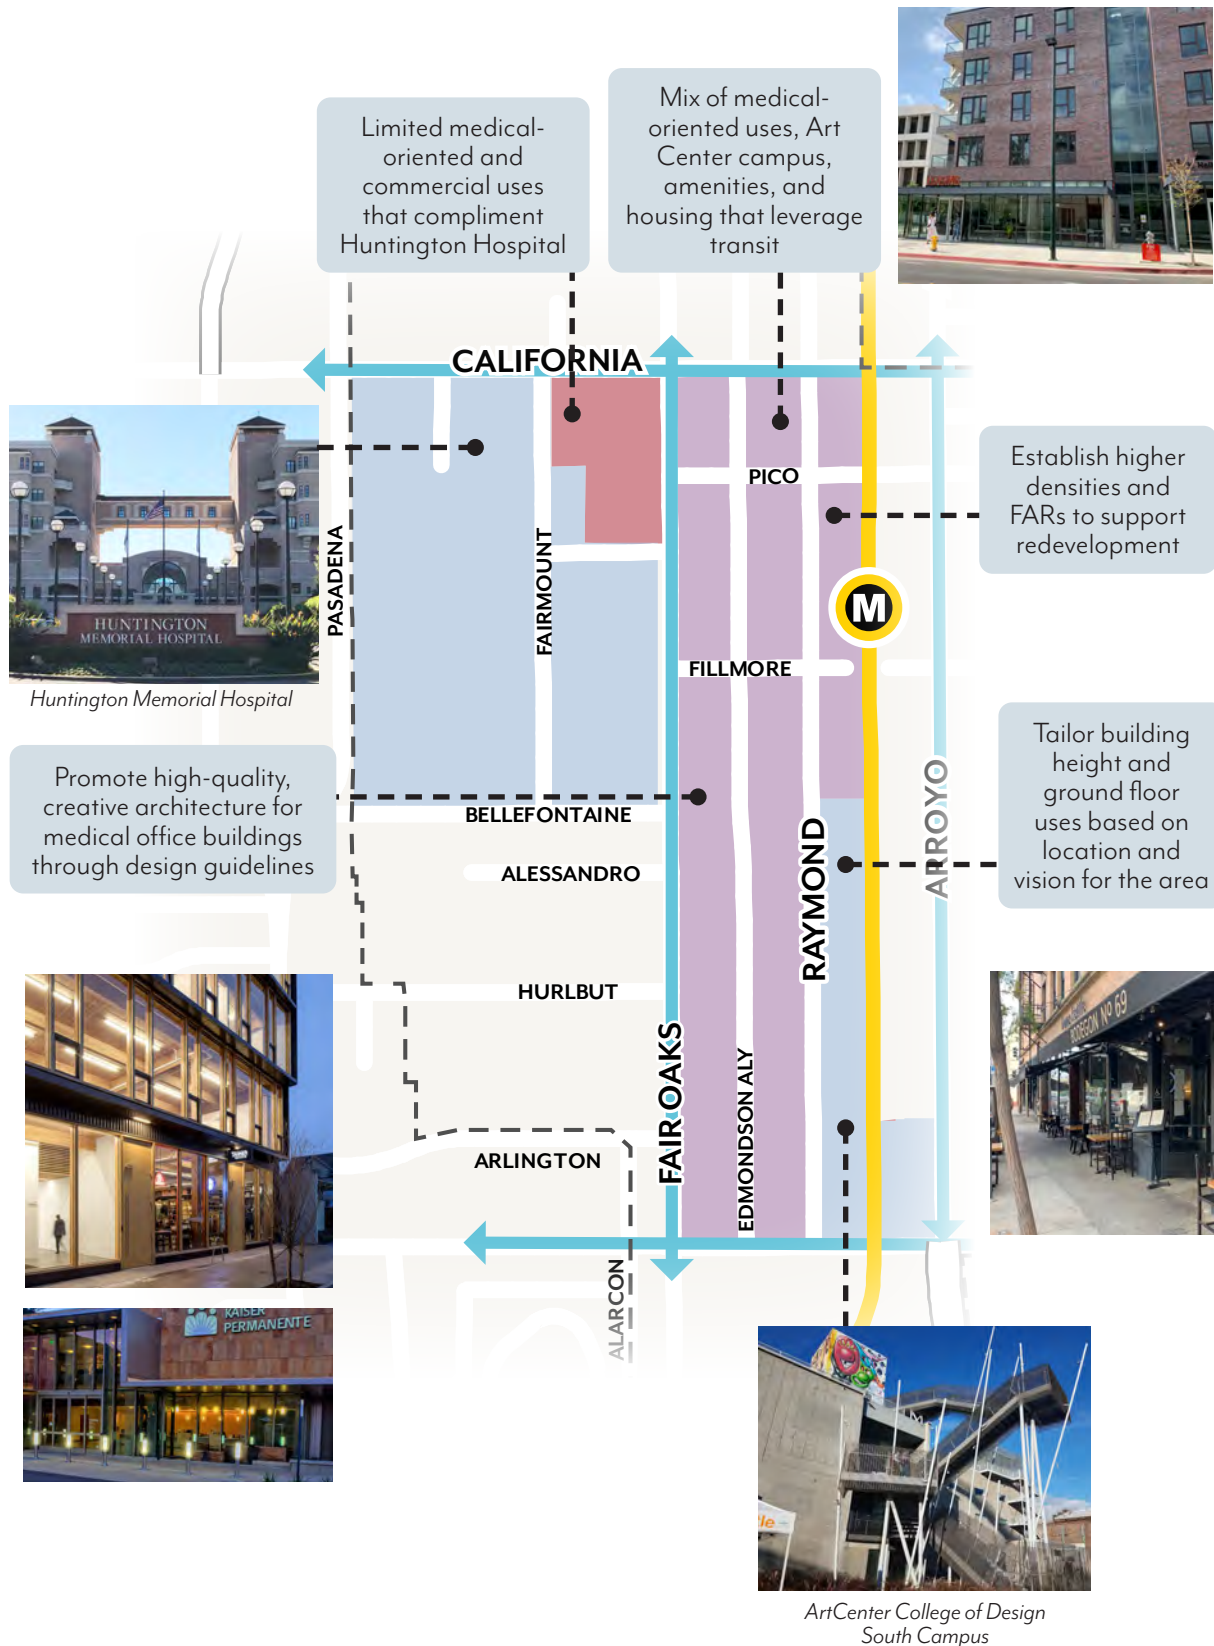 Limited medical-
oriented and
commercial uses
that compliment
Huntington Hospital
Mix of medical-
oriented uses, Art
Center campus,
amenities, and
housing that leverage
transit
CALIFORNIA
PICO
Establish higher
densities and
FARs to support
redevelopment
HUNTINGTON
MEMORIAL HOSPITAL
Huntington Memorial Hospital
PASADENA
FAIRMOUNT
M
FILLMORE
Promote high-quality,
creative architecture for
medical office buildings
through design guidelines
Tailor building
height and
ground floor
uses based on
location and
vision for the area
BELLEFONTAINE
ALESSANDRO
RAYMOND
ARROYO
HURLBUT
FAIR OAKS
EDMONDSON ALY
ARLINGTON
ALARCON
BODEGON Nº 69
KAISER
PERMANENTE
ArtCenter College of Design
South Campus